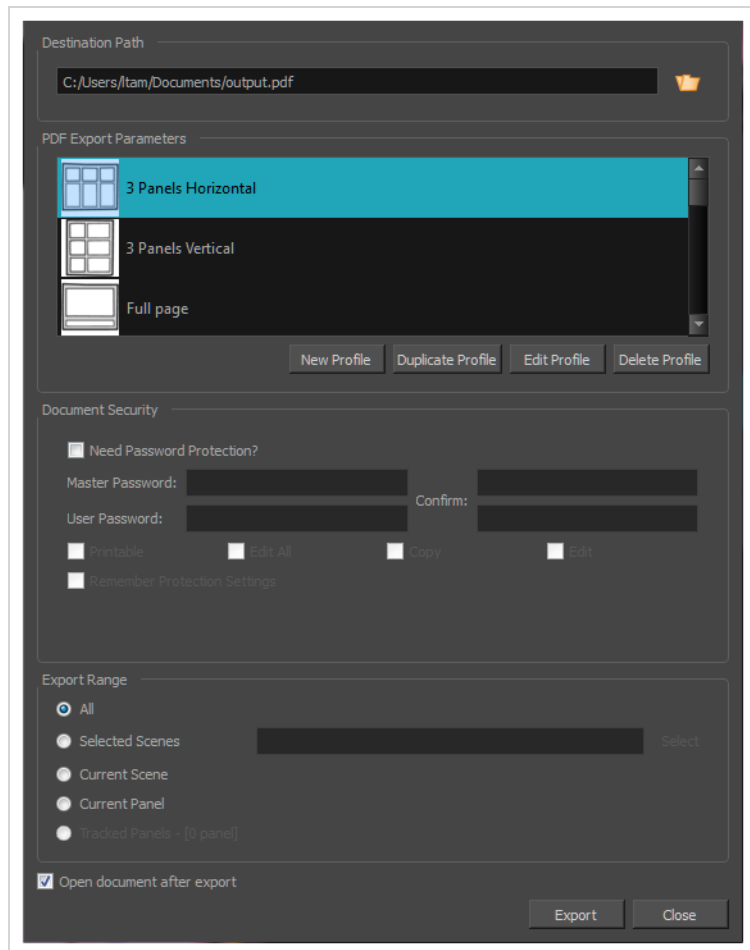 Destination Path
C:/Users/ltam/Documents/output.pdf
PDF Export Parameters
3 Panels Horizontal
3 Panels Vertical
Full page
New Profile Duplicate Profile Edit Profile Delete Profile
Document Security
Need Password Protection?
Master Password:
Confirm:
User Password:
Printable Edit All Copy Edit
Remember Protection Settings
Export Range
All
Selected Scenes Select
Current Scene
Current Panel
Tracked Panels - [0 panel]
Open document after export
Export Close